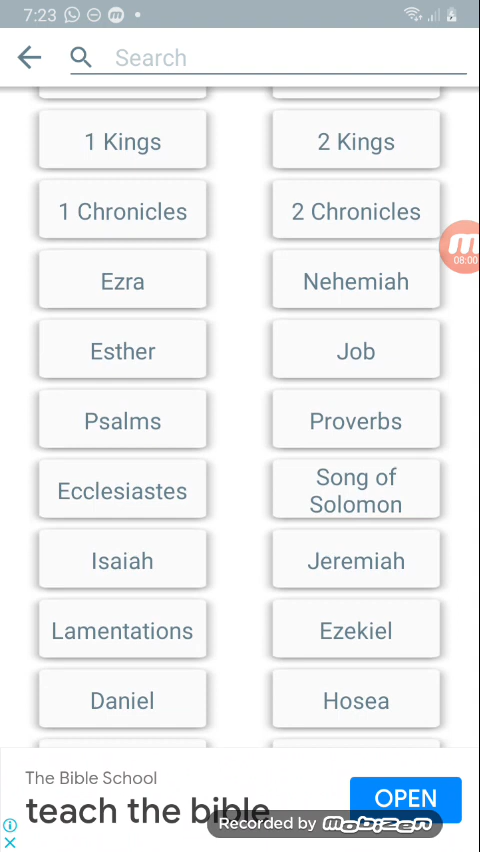 7:23
Search
1 Kings
2 Kings
1 Chronicles
2 Chronicles
08:00
Ezra
Nehemiah
Esther
Job
Psalms
Proverbs
Ecclesiastes
Song of
Solomon
Isaiah
Jeremiah
Lamentations
Ezekiel
Daniel
Hosea
The Bible School
teach the bible
OPEN
Recorded by mobizen